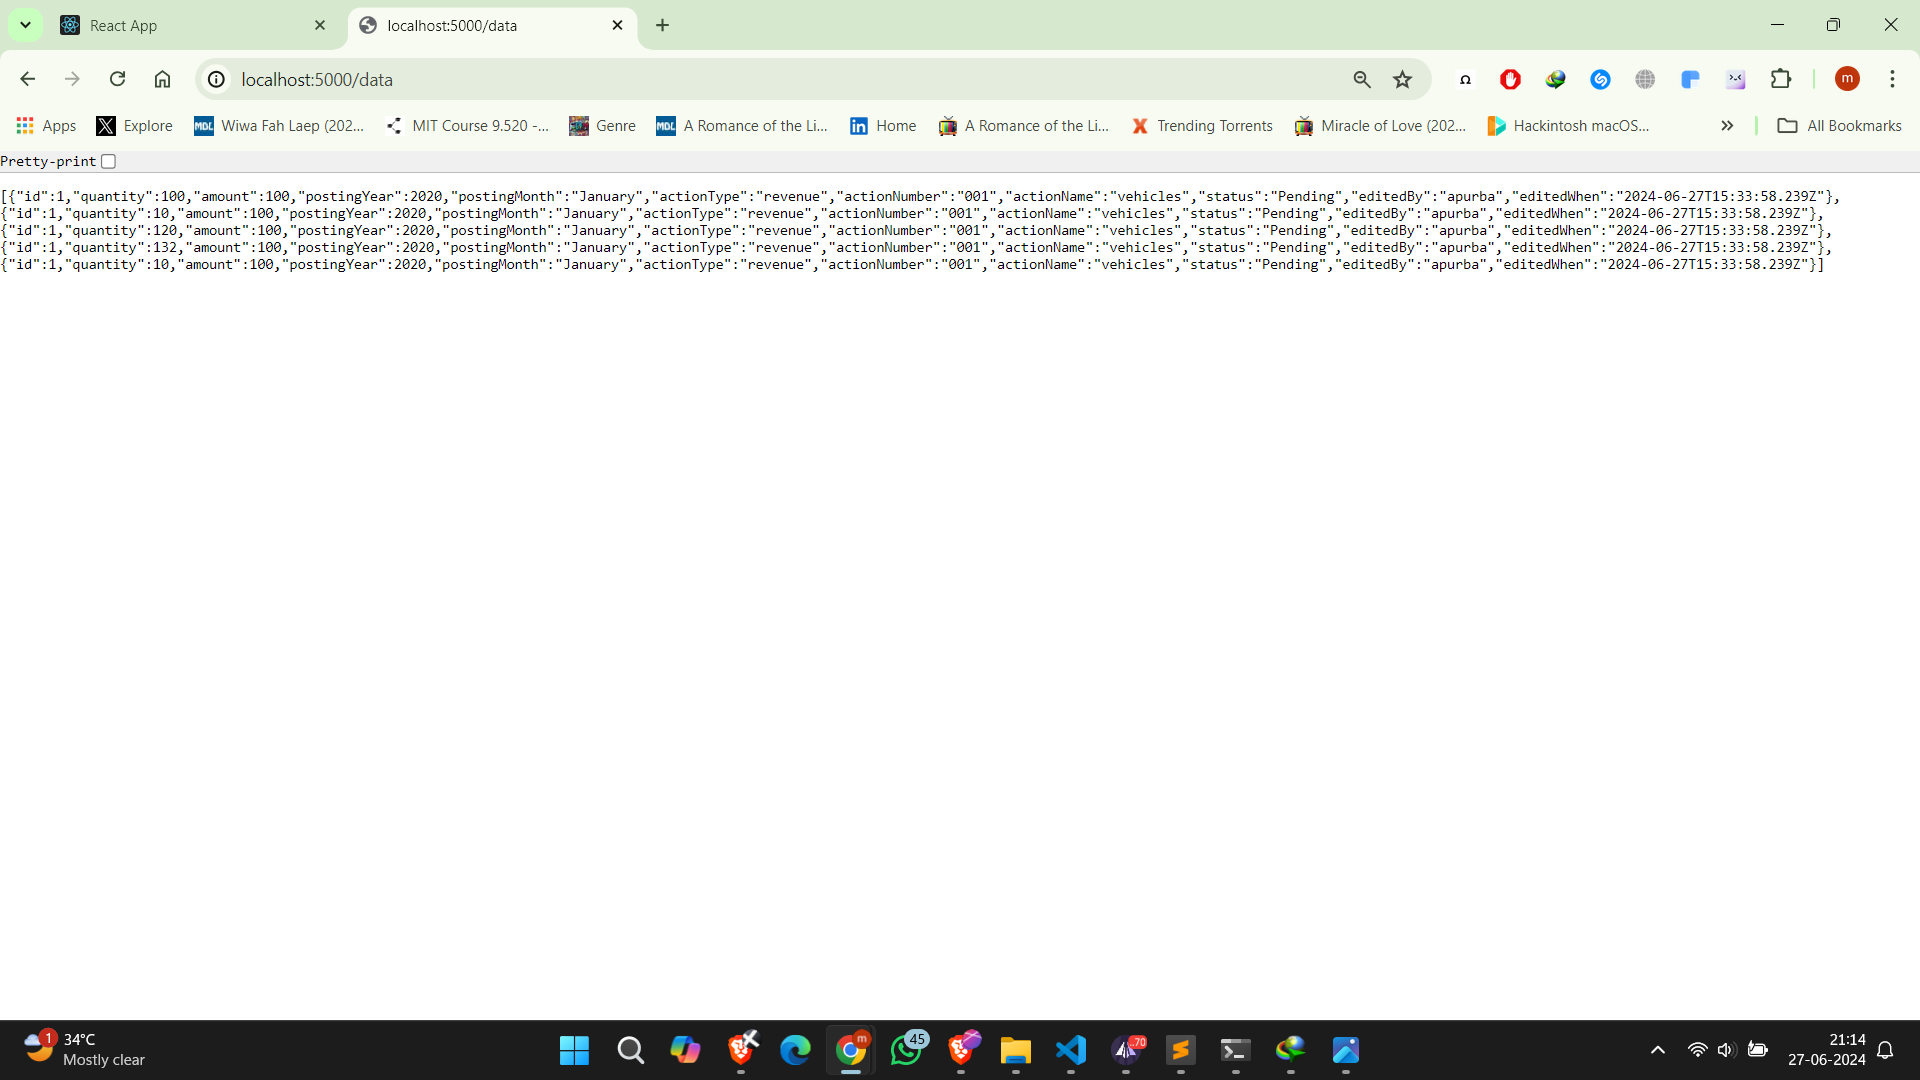 React App
localhost:5000/data
localhost:5000/data
m
Apps
Explore
Wiwa Fah Laep (202...
MIT Course 9.520 -...
Genre
A Romance of the Li...
Home
A Romance of the Li...
Trending Torrents
Miracle of Love (202...
Hackintosh macOS...
All Bookmarks
Pretty-print
[{"id":1,"quantity":100,"amount":100,"postingYear":2020,"postingMonth":"January","actionType":"revenue","actionNumber":"001","actionName":"vehicles","status":"Pending","editedBy":"apurba","editedWhen":"2024-06-27T15:33:58.239Z"},
{"id":1,"quantity":10,"amount":100,"postingYear":2020,"postingMonth":"January","actionType":"revenue","actionNumber":"001","actionName":"vehicles","status":"Pending","editedBy":"apurba","editedWhen":"2024-06-27T15:33:58.239Z"},
{"id":1,"quantity":120,"amount":100,"postingYear":2020,"postingMonth":"January","actionType":"revenue","actionNumber":"001","actionName":"vehicles","status":"Pending","editedBy":"apurba","editedWhen":"2024-06-27T15:33:58.239Z"},
{"id":1,"quantity":132,"amount":100,"postingYear":2020,"postingMonth":"January","actionType":"revenue","actionNumber":"001","actionName":"vehicles","status":"Pending","editedBy":"apurba","editedWhen":"2024-06-27T15:33:58.239Z"},
{"id":1,"quantity":10,"amount":100,"postingYear":2020,"postingMonth":"January","actionType":"revenue","actionNumber":"001","actionName":"vehicles","status":"Pending","editedBy":"apurba","editedWhen":"2024-06-27T15:33:58.239Z"}]
1
34°C
Mostly clear
m
45
70
21:14
27-06-2024